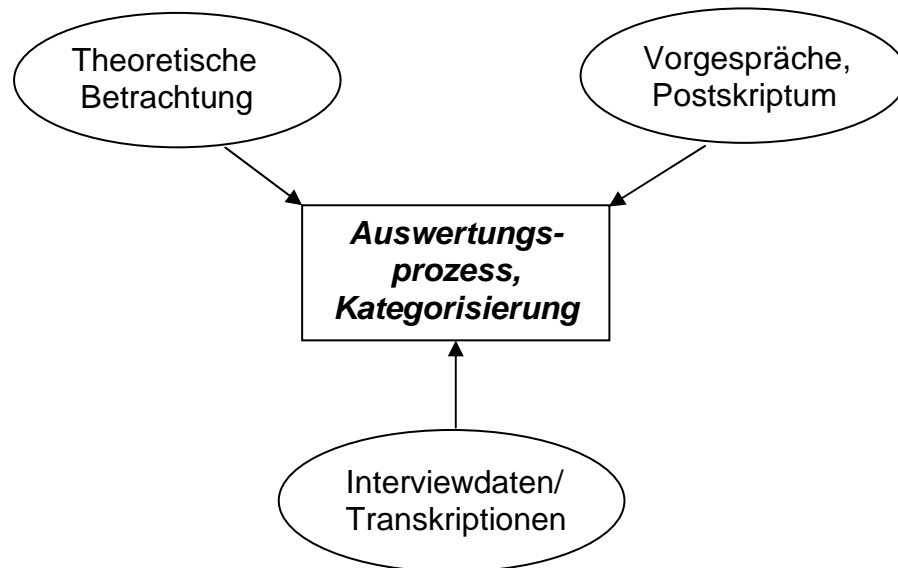 Theoretische
Betrachtung
Vorgespräche,
Postskriptum
Auswertungs-
prozess,
Kategorisierung
Interviewdaten/
Transkriptionen